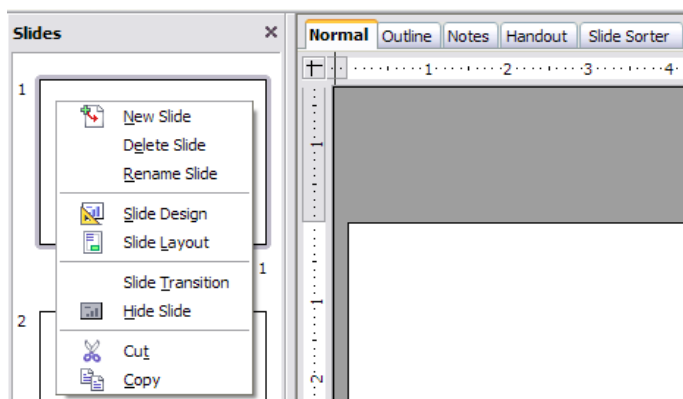 Slides
Normal Outline Notes Handout Slide Sorter
1 2 3 4
1
New Slide
Delete Slide
Rename Slide
Slide Design
Slide Layout
1
Slide Transition
Hide Slide
2
Cut
Copy
1
1
2